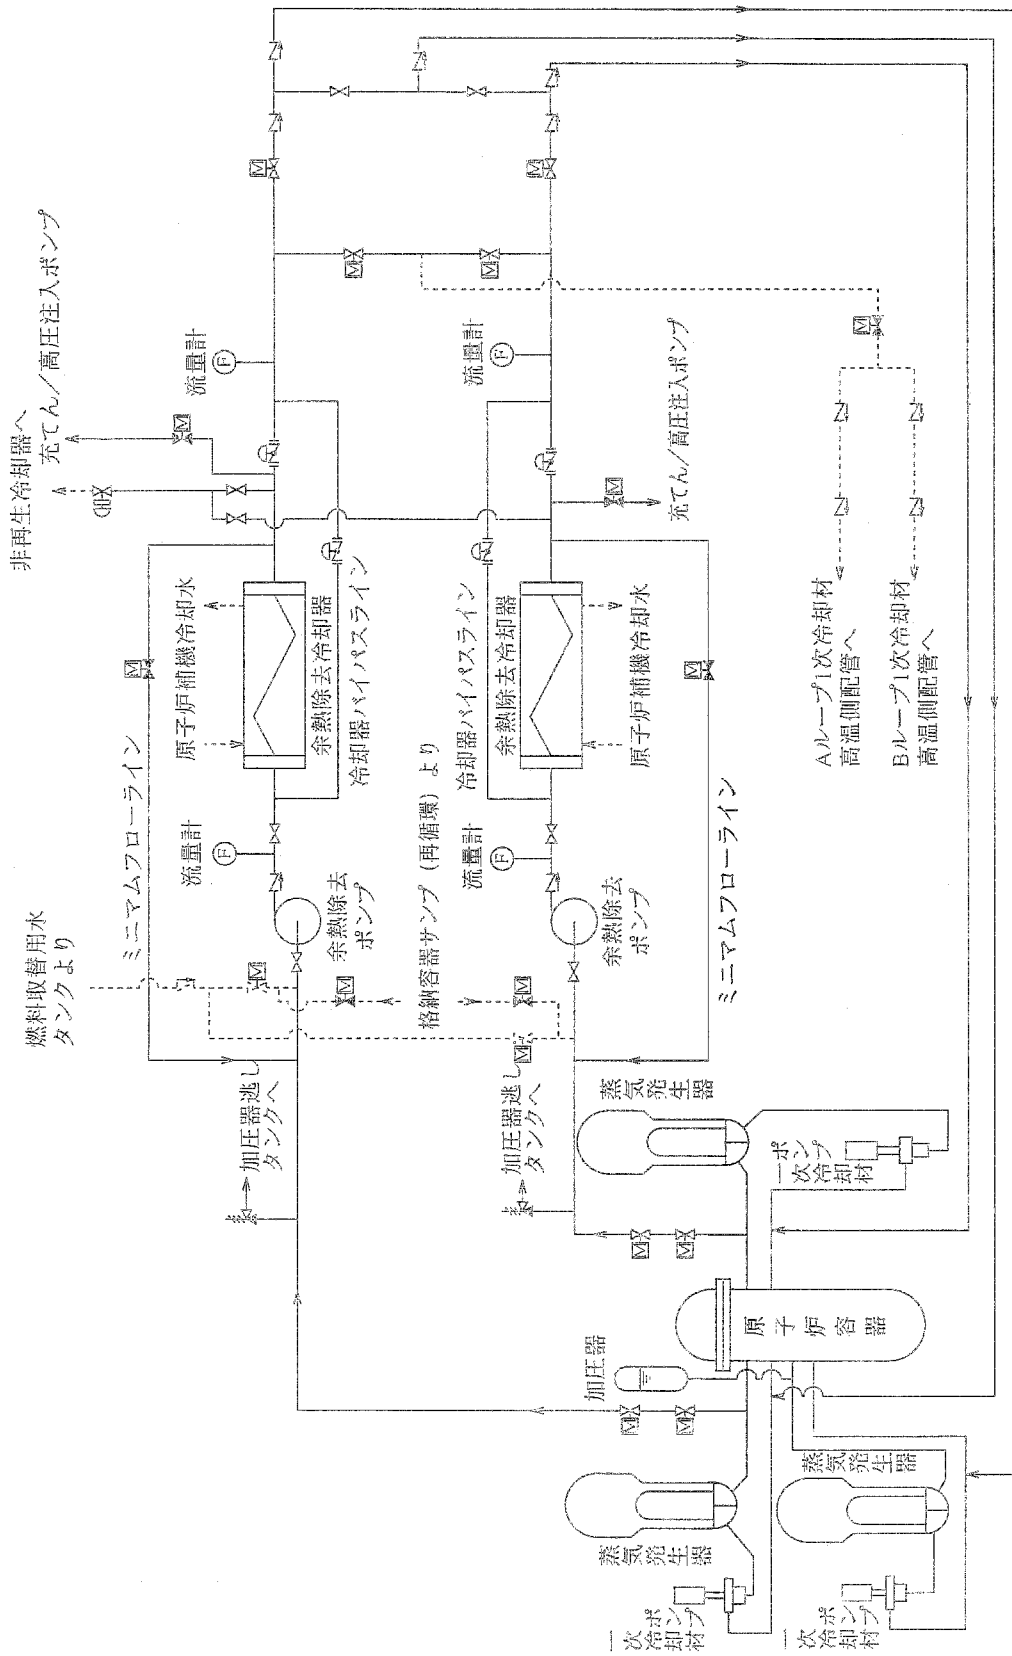 非再生冷却器へ
充てん/高圧注入ポンプ
流量計
F
M
M
原子炉補機冷却水
余熱除去冷却器
冷却器バイパスライン
M
ミニマムフローライン
流量計
F
余熱除去
ポンプ
燃料取替用水
タンクより
M
M
格納容器サンプ(再循環)より
M
M
加圧器逃し
タンクへ
M
M
流量計
F
M
M
充てん/高圧注入ポンプ
M
冷却器バイパスライン
余熱除去冷却器
原子炉補機冷却水
M
ミニマムフローライン
流量計
F
余熱除去
ポンプ
加圧器逃し
タンクへ
M
Aループ1次冷却材
高温側配管へ
Bループ1次冷却材
高温側配管へ
蒸気発生器
一次冷却材
ポンプ
M
M
原子炉容器
加圧器
M
M
蒸気発生器
一次冷却材
ポンプ
蒸気発生器
一次冷却材
ポンプ